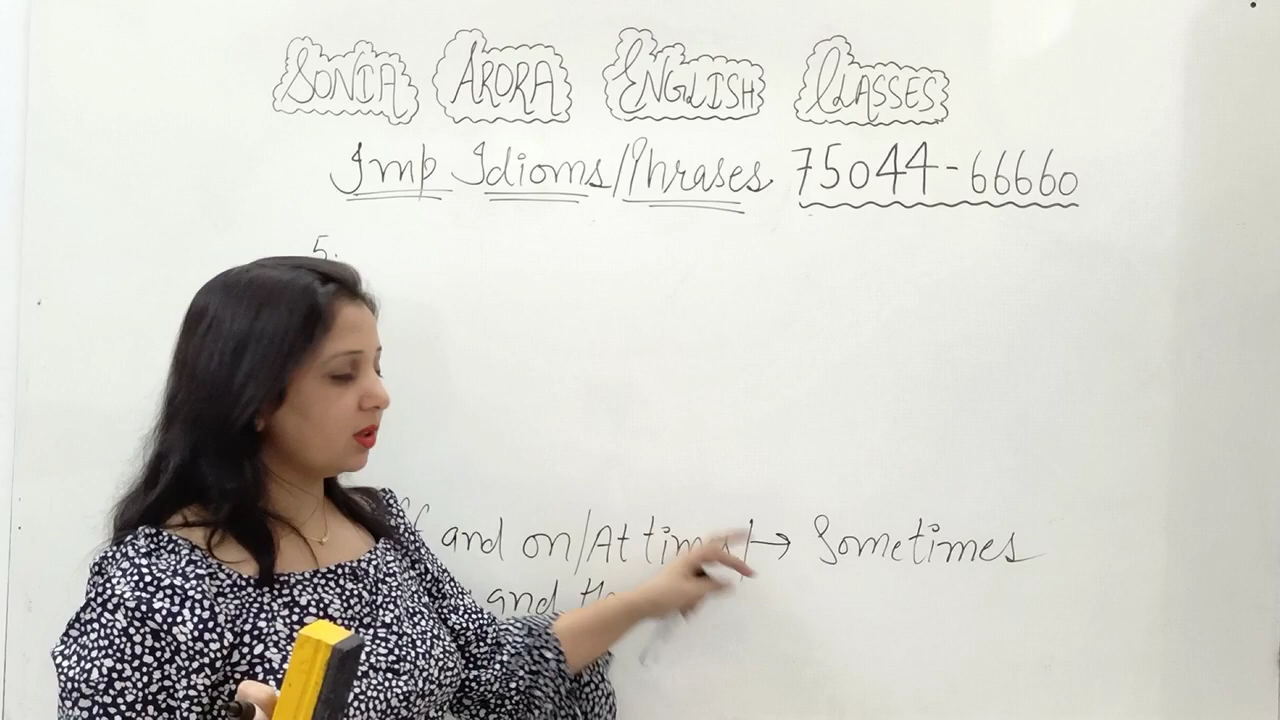 SONIA ARORA ENGLISH CLASSES
Imp Idioms/Phrases 75044-66660
5.
and on/At times/→ Sometimes
and